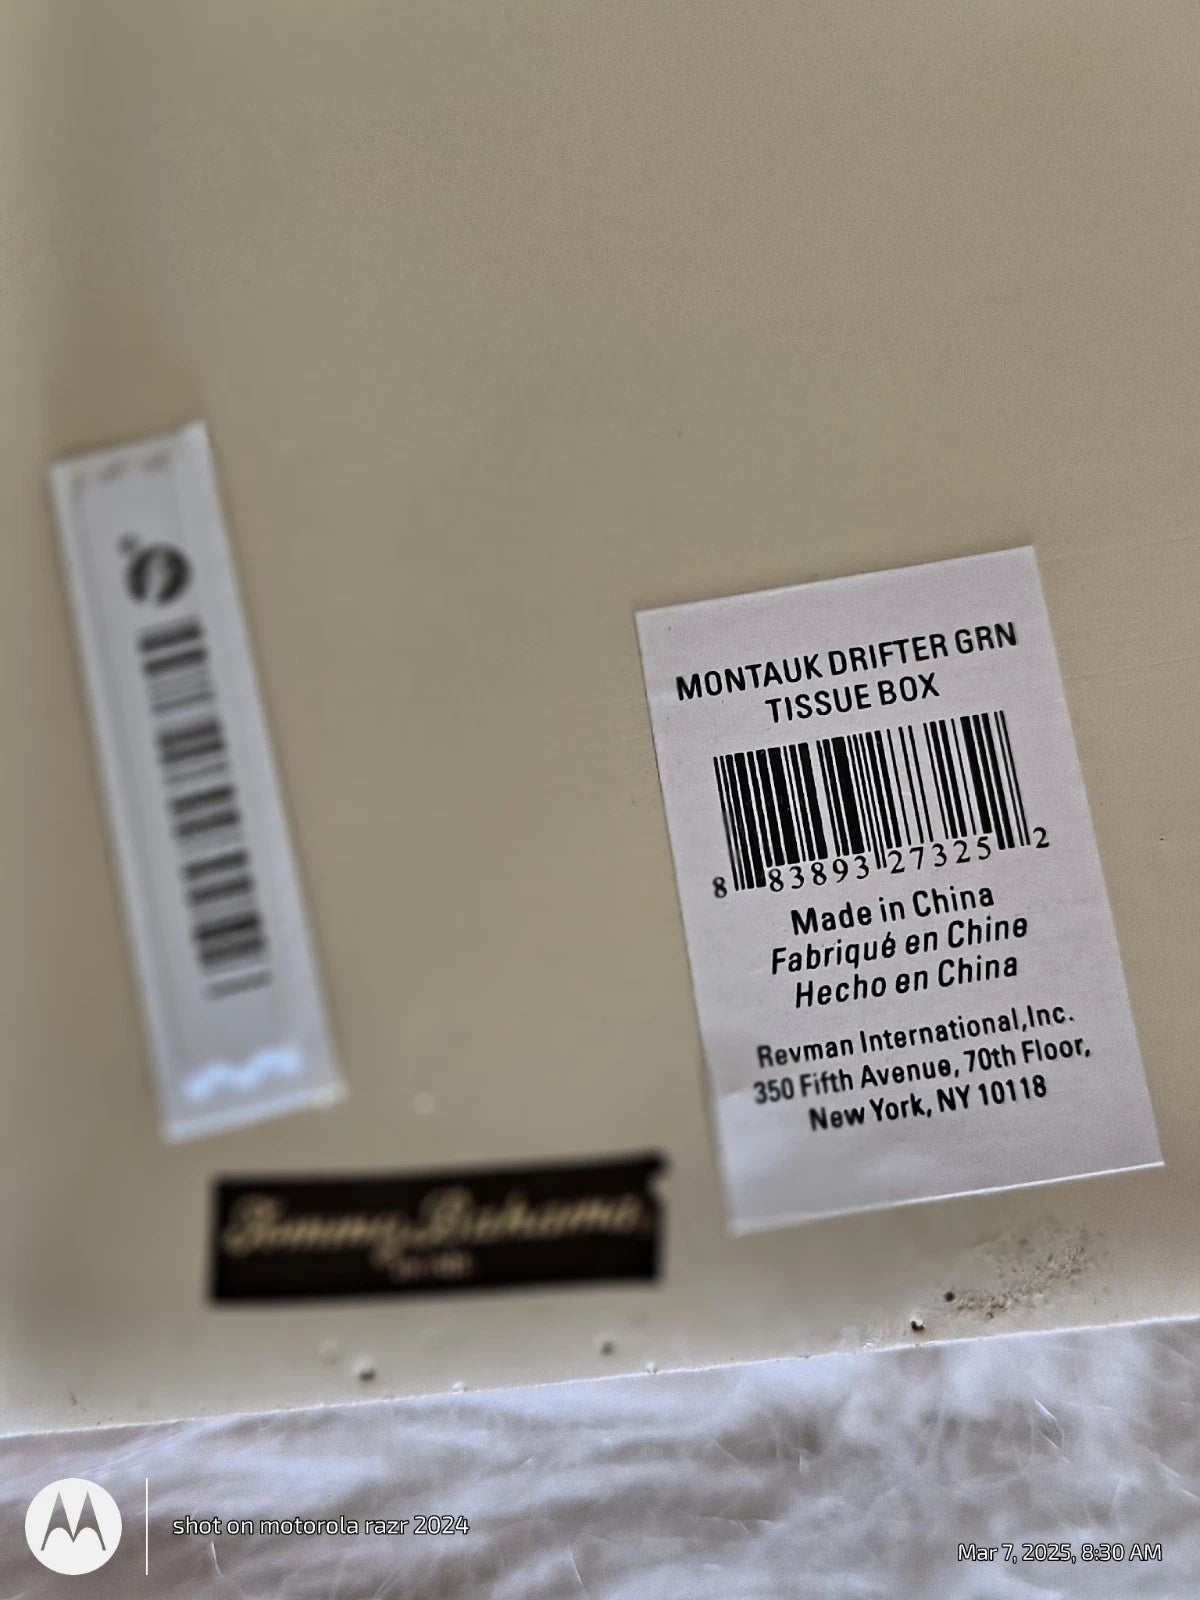 MONTAUK DRIFTER GRN
TISSUE BOX
8 83893 27325 2
Made in China
Fabriqué en Chine
Hecho en China
Revman International,Inc.
350 Fifth Avenue, 70th Floor,
New York, NY 10118
Tommy Bahama
shot on motorola razr 2024
Mar 7, 2025, 8:30 AM